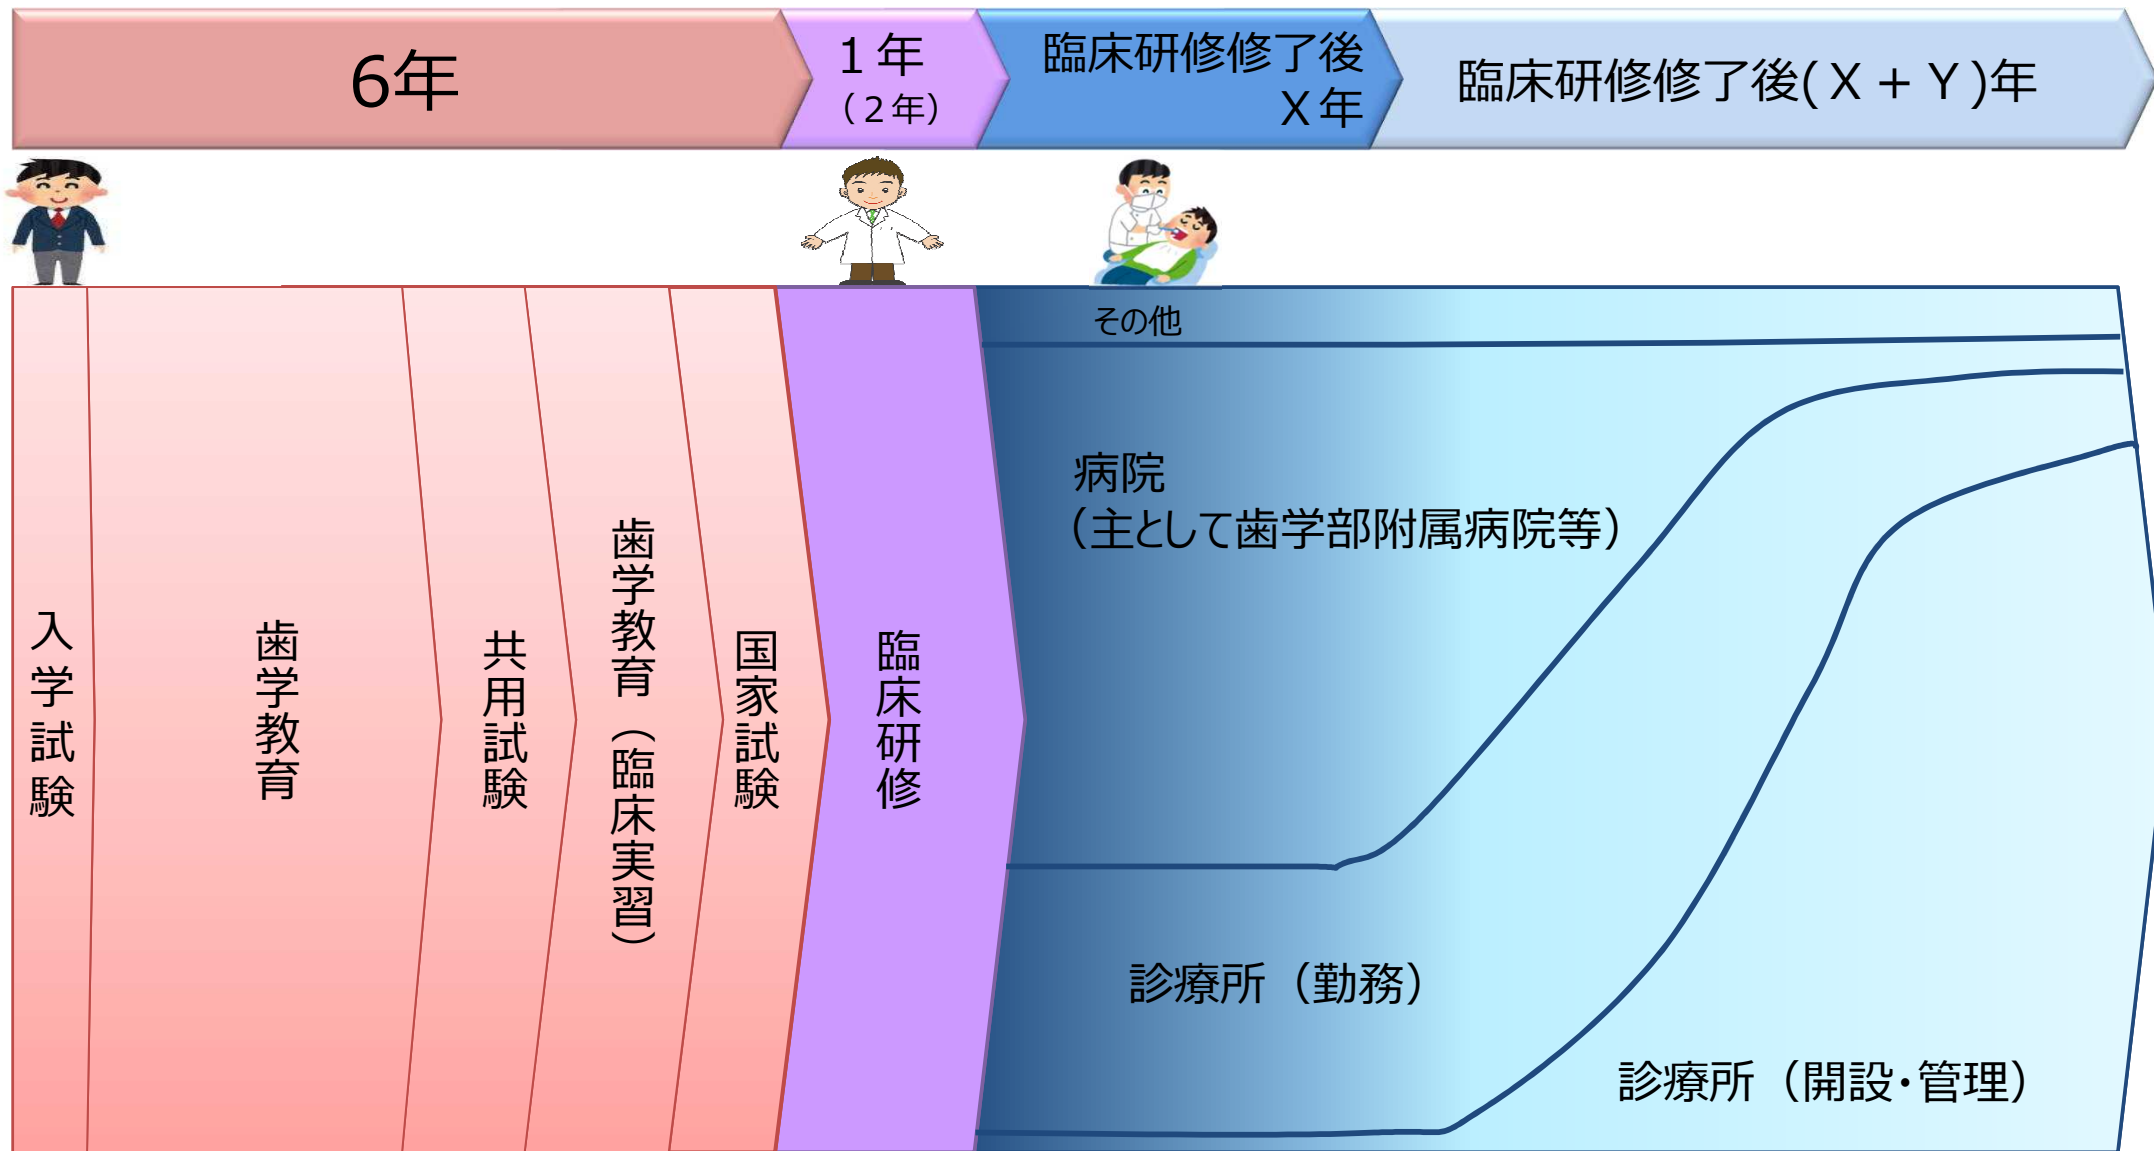 6年
１年
（２年）
臨床研修修了後
Ｘ年
臨床研修修了後(Ｘ＋Ｙ)年
入学試験
歯学教育
共用試験
歯学教育（臨床実習）
国家試験
臨床研修
その他
病院
（主として歯学部附属病院等）
診療所（勤務）
診療所（開設・管理）